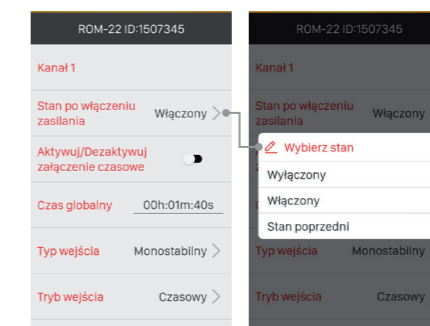 ROM-22 ID:1507345
Kanał 1
Stan po włączeniu
zasilania
Włączony
Aktywuj/Dezaktywuj
załączenie czasowe
Czas globalny 00h:01m:40s
Typ wejścia Monostabilny
Tryb wejścia Czasowy
ROM-22 ID:1507345
Kanał 1
Stan po włączeniu
zasilania
Włączony
Wybierz stan
Wyłączony
Włączony
Stan poprzedni
Typ wejścia Monostabilny
Tryb wejścia Czasowy